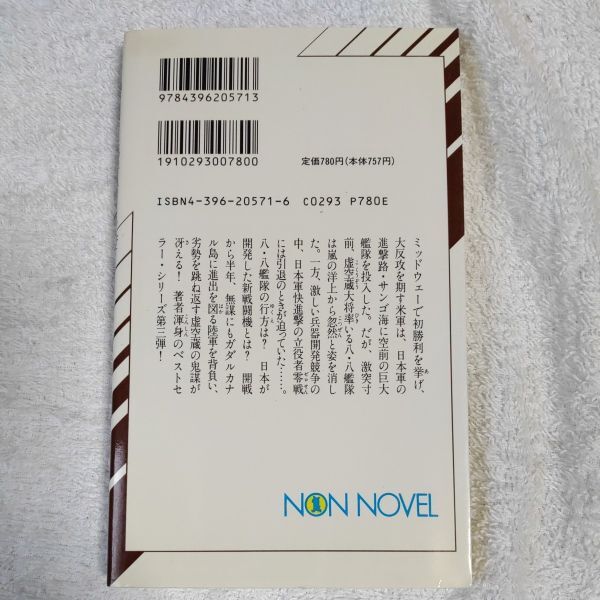 9784396205713
1910293007800
定価780円(本体757円)
ISBN4-396-20571-6 C0293 P780E
ミッドウェーで初勝利を挙げ、
大反攻を期す米軍は、日本軍の
進撃路・サンゴ海に空前の巨大
艦隊を投入した。だが、激突寸
前、虚空蔵大将率いる八・八艦隊
は嵐の洋上から忽然と姿を消し
た。一方、激しい兵器開発競争の
中、日本軍快進撃の立役者零戦
には引退のときが迫っていた……。
八・八艦隊の行方は? 日本が
開発した新戦闘機とは? 開戦
から半年、無謀にもガダルカナ
ル島に進出を図る陸軍を背負い、
劣勢を跳ね返す虚空蔵の鬼謀が
冴える! 著者渾身のベストセ
ラー・シリーズ第三弾!
NON NOVEL